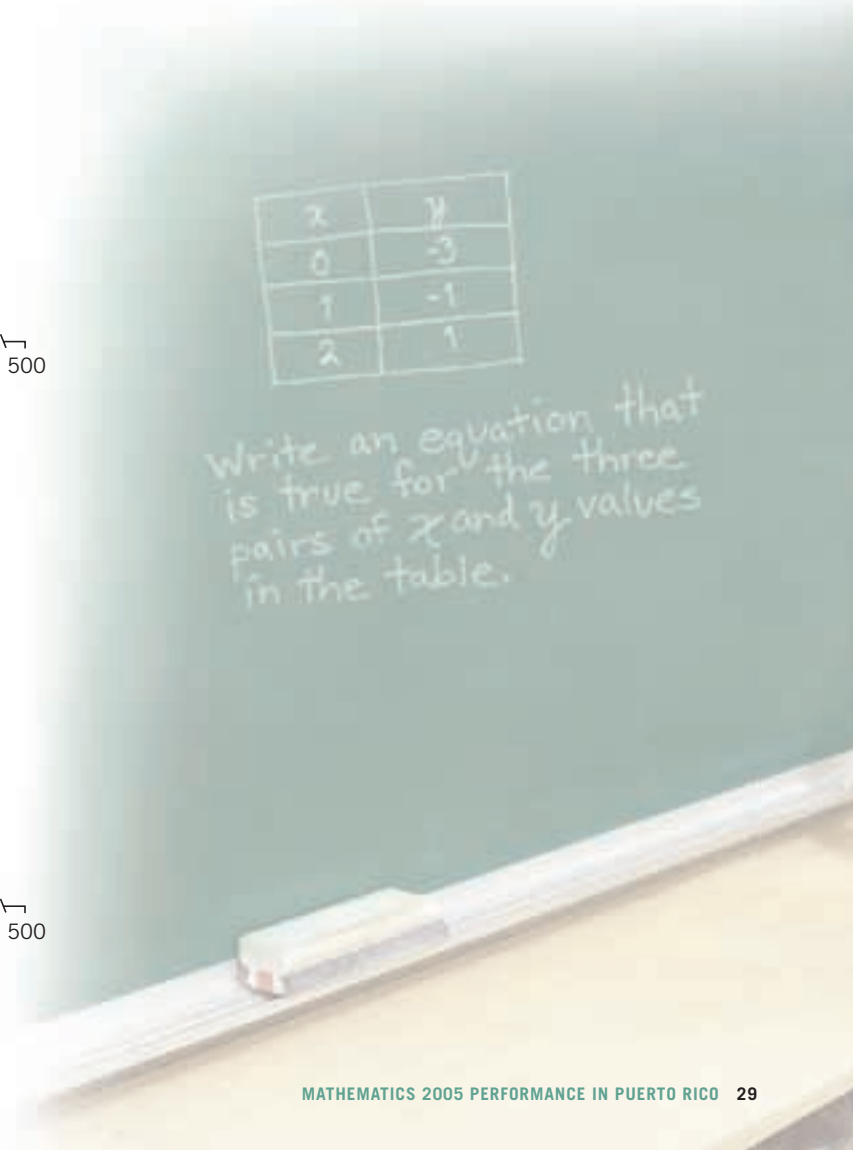 x y
0 -3
1 -1
2 1
500
Write an equation that
is true for the three
pairs of x and y values
in the table.
500
MATHEMATICS 2005 PERFORMANCE IN PUERTO RICO 29